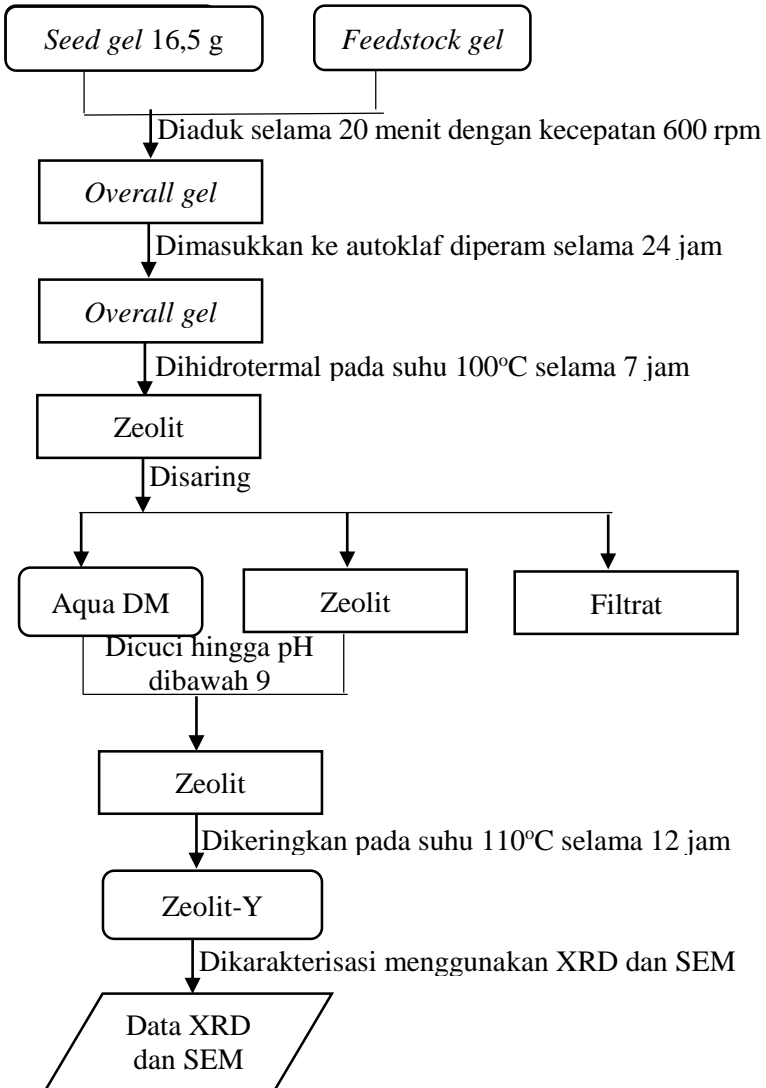 Seed gel 16,5 g
Feedstock gel
Diaduk selama 20 menit dengan kecepatan 600 rpm
Overall gel
Dimasukkan ke autoklaf diperam selama 24 jam
Overall gel
Dihidrotermal pada suhu 100°C selama 7 jam
Zeolit
Disaring
Aqua DM
Zeolit
Filtrat
Dicuci hingga pH
dibawah 9
Zeolit
Dikeringkan pada suhu 110°C selama 12 jam
Zeolit-Y
Dikarakterisasi menggunakan XRD dan SEM
Data XRD
dan SEM